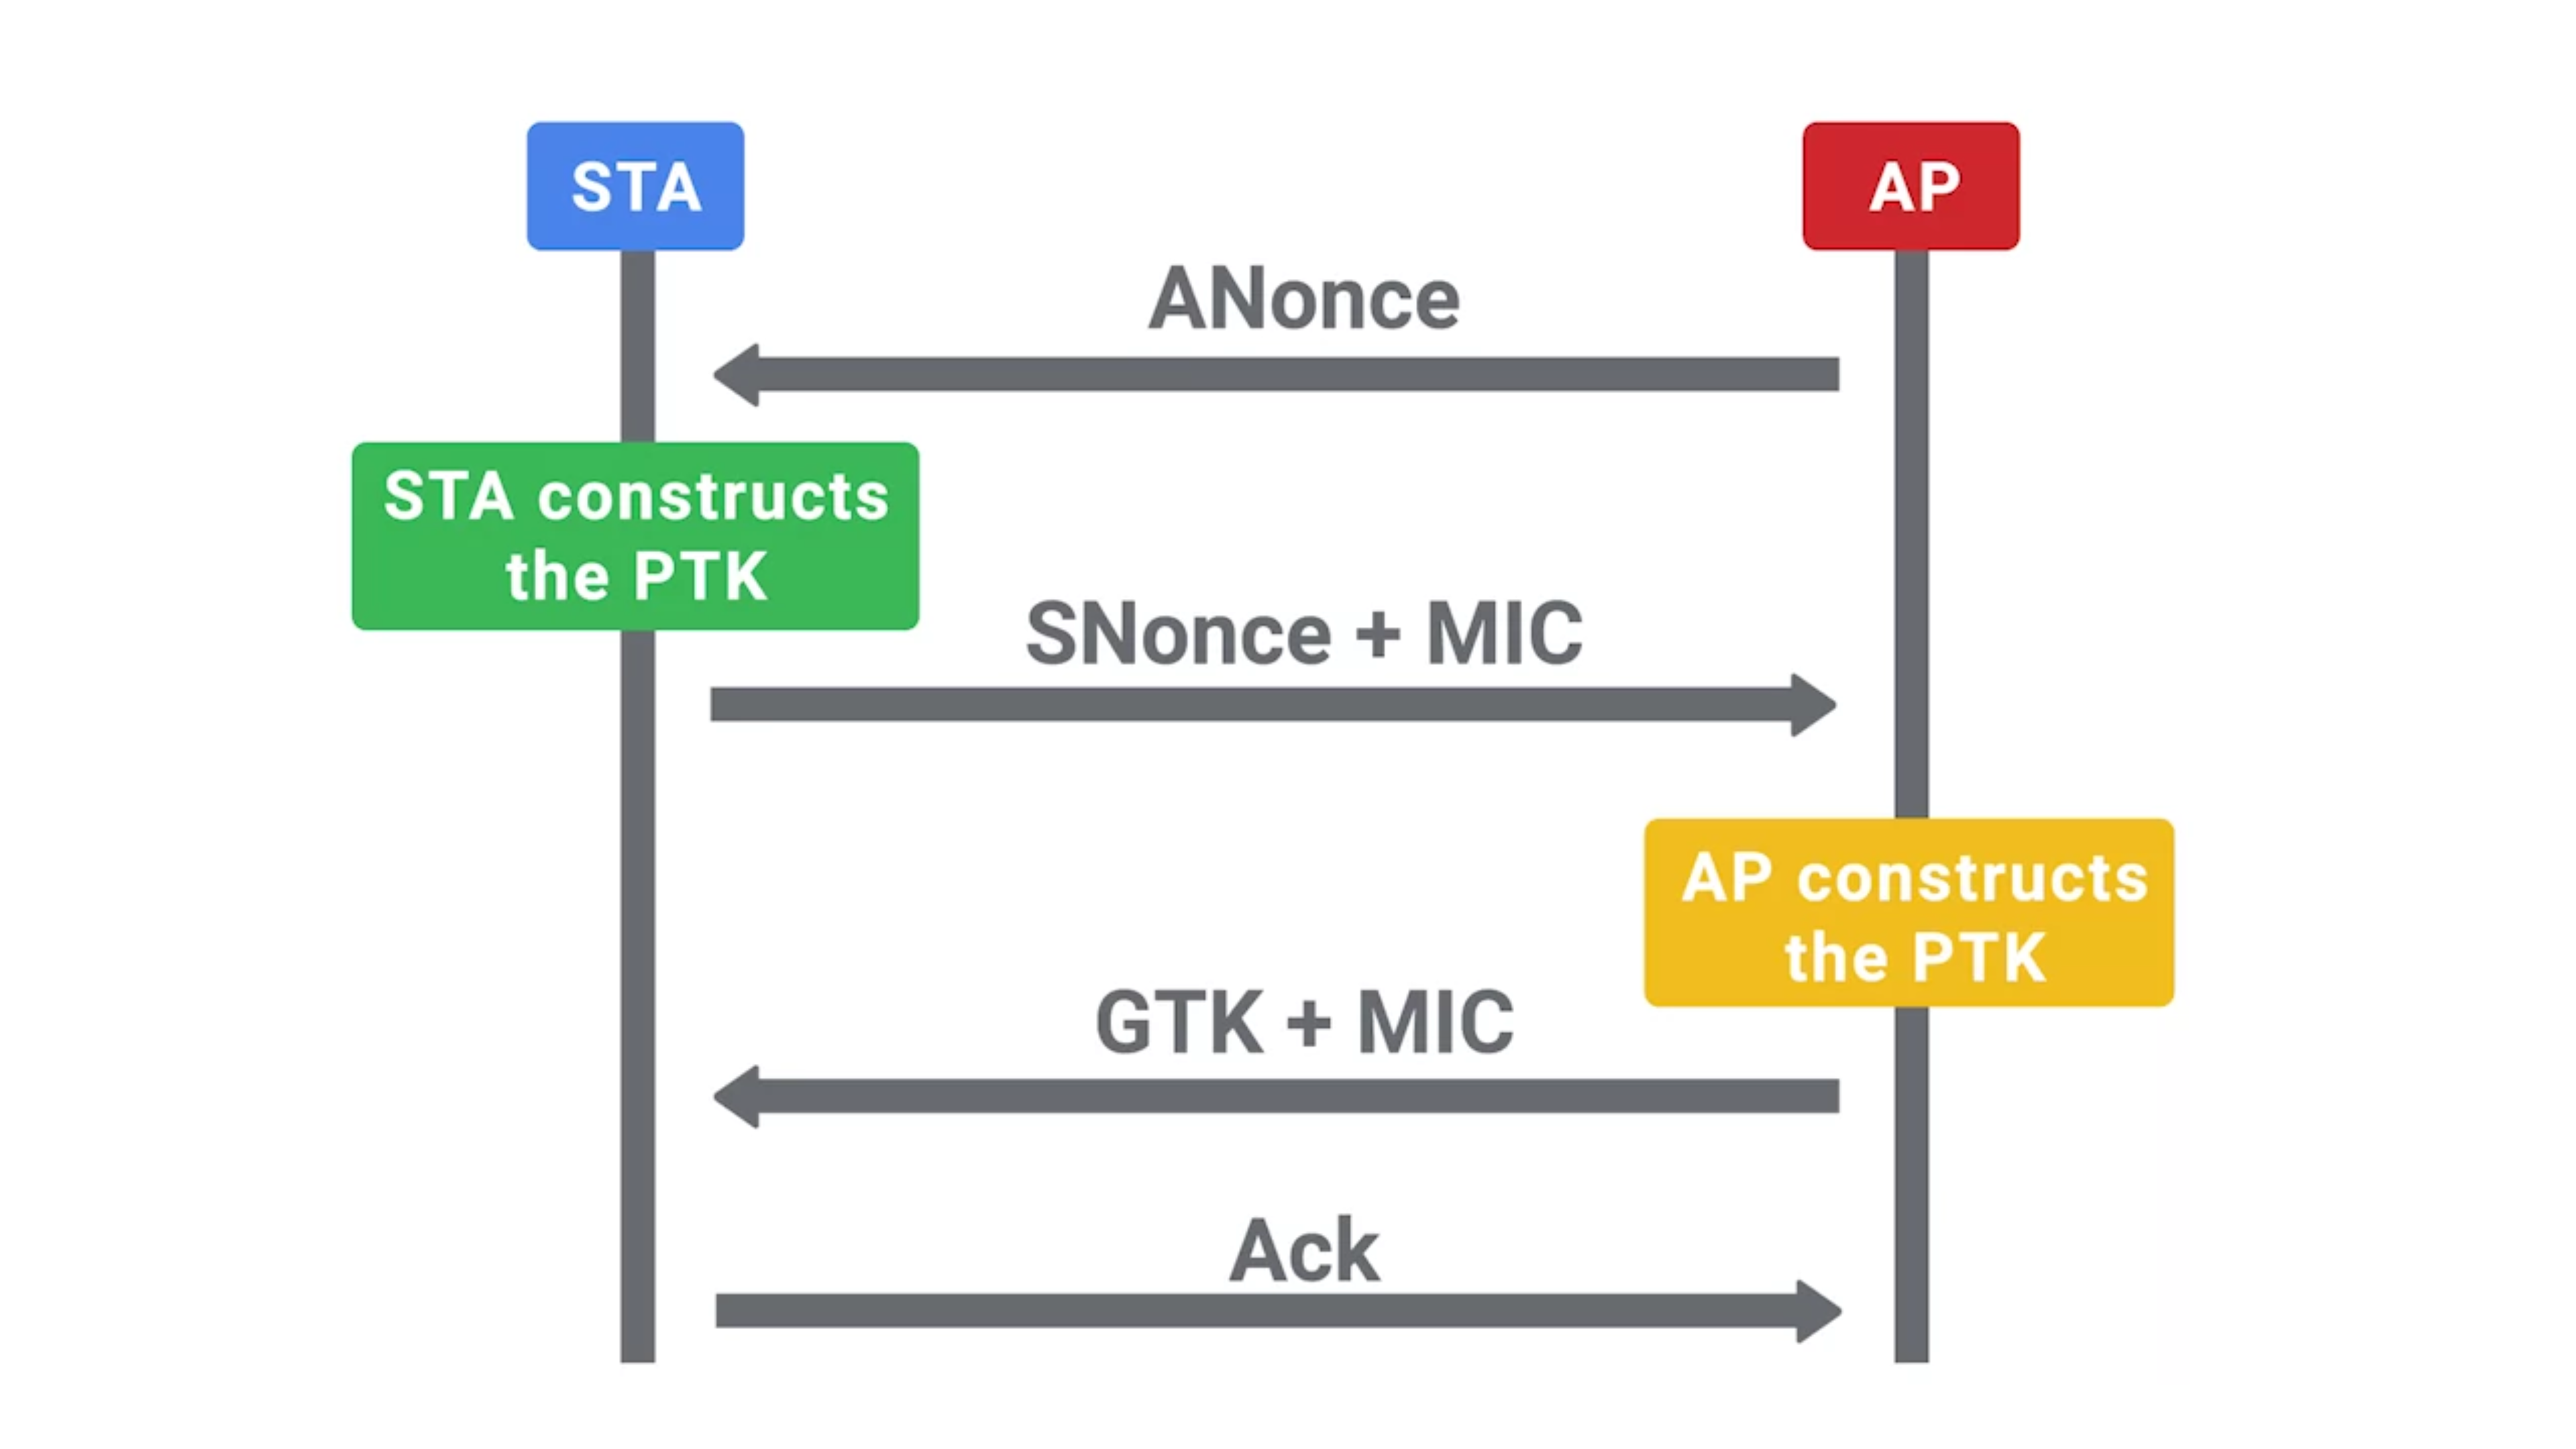 STA
AP
ANonce
STA constructs
the PTK
SNonce + MIC
AP constructs
the PTK
GTK + MIC
Ack